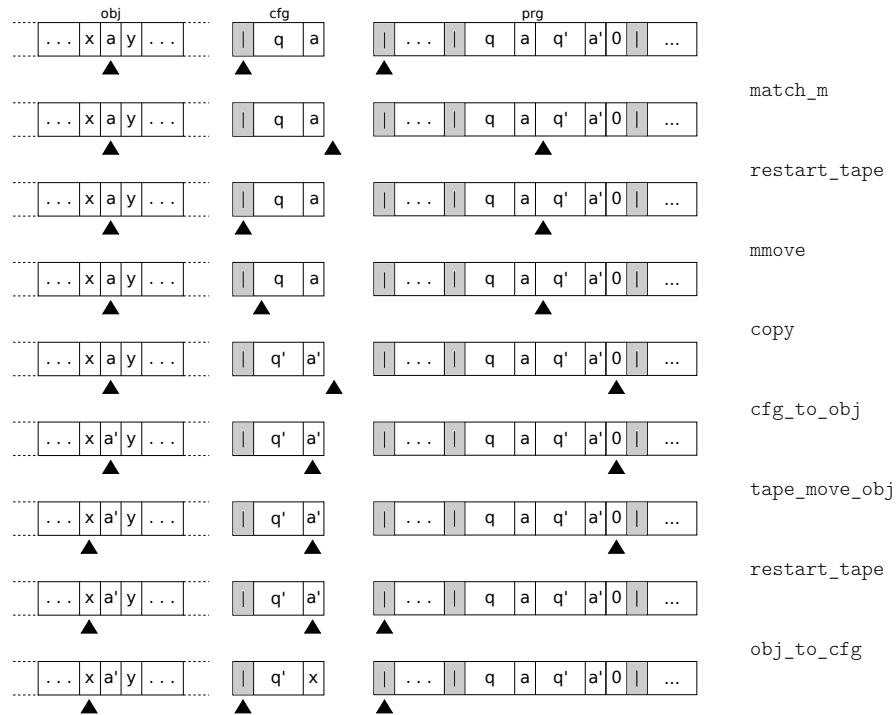 obj cfg prg
. . . x a y . . . | q a | . . . | q a q' a' 0 | ...
match_m
. . . x a y . . . | q a | . . . | q a q' a' 0 | ...
restart_tape
. . . x a y . . . | q a | . . . | q a q' a' 0 | ...
mmove
. . . x a y . . . | q a | . . . | q a q' a' 0 | ...
copy
. . . x a y . . . | q' a' | . . . | q a q' a' 0 | ...
cfg_to_obj
. . . x a' y . . . | q' a' | . . . | q a q' a' 0 | ...
tape_move_obj
. . . x a' y . . . | q' a' | . . . | q a q' a' 0 | ...
restart_tape
. . . x a' y . . . | q' a' | . . . | q a q' a' 0 | ...
obj_to_cfg
. . . x a' y . . . | q' x | . . . | q a q' a' 0 | ...